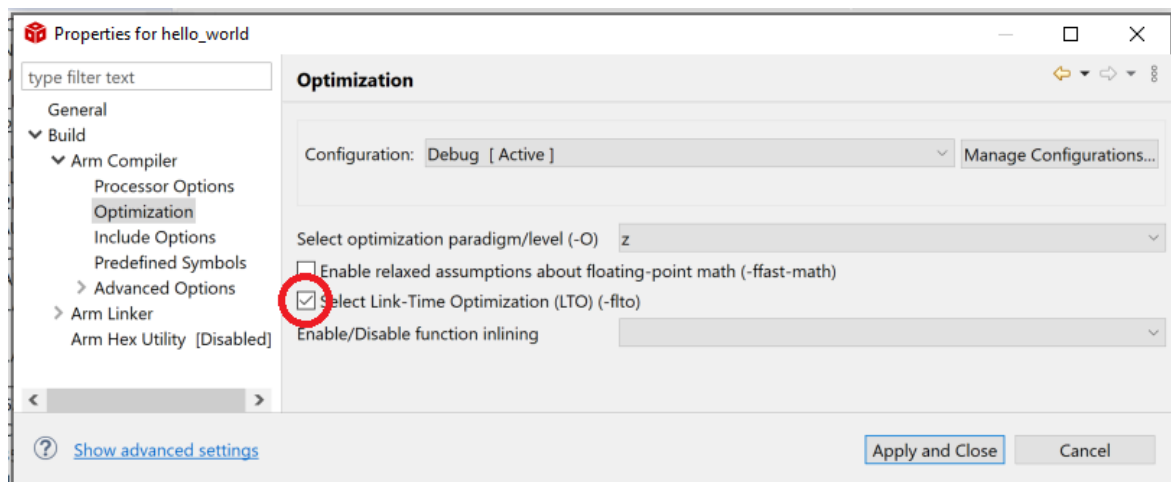 Properties for hello_world
type filter text
General
Build
Arm Compiler
Processor Options
Optimization
Include Options
Predefined Symbols
Advanced Options
Arm Linker
Arm Hex Utility [Disabled]
Optimization
Configuration: Debug [ Active ] Manage Configurations...
Select optimization paradigm/level (-O) z
Enable relaxed assumptions about floating-point math (-ffast-math)
Select Link-Time Optimization (LTO) (-flto)
Enable/Disable function inlining
Show advanced settings
Apply and Close Cancel